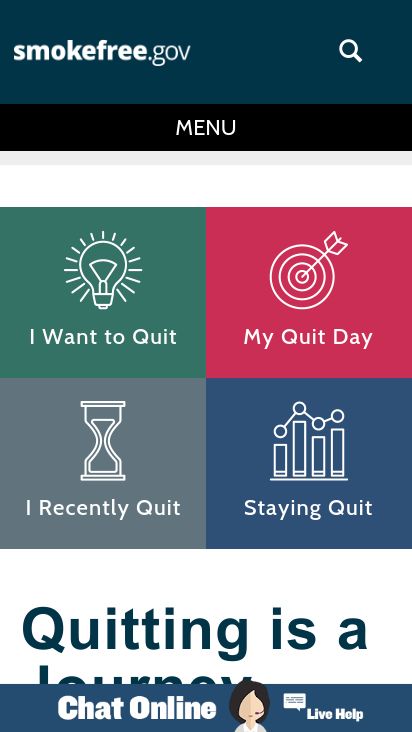 smokefree.gov
MENU
I Want to Quit
My Quit Day
I Recently Quit
Staying Quit
Quitting is a
Journey
Chat Online
Live Help